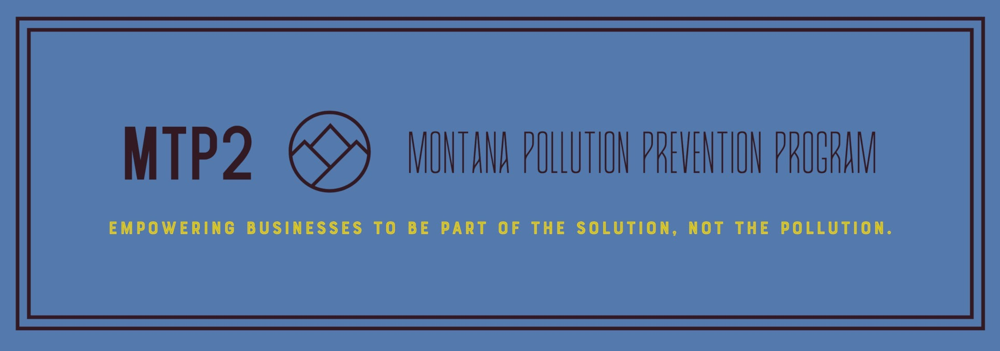 MTP2 MONTANA POLLUTION PREVENTION PROGRAM
EMPOWERING BUSINESSES TO BE PART OF THE SOLUTION, NOT THE POLLUTION.